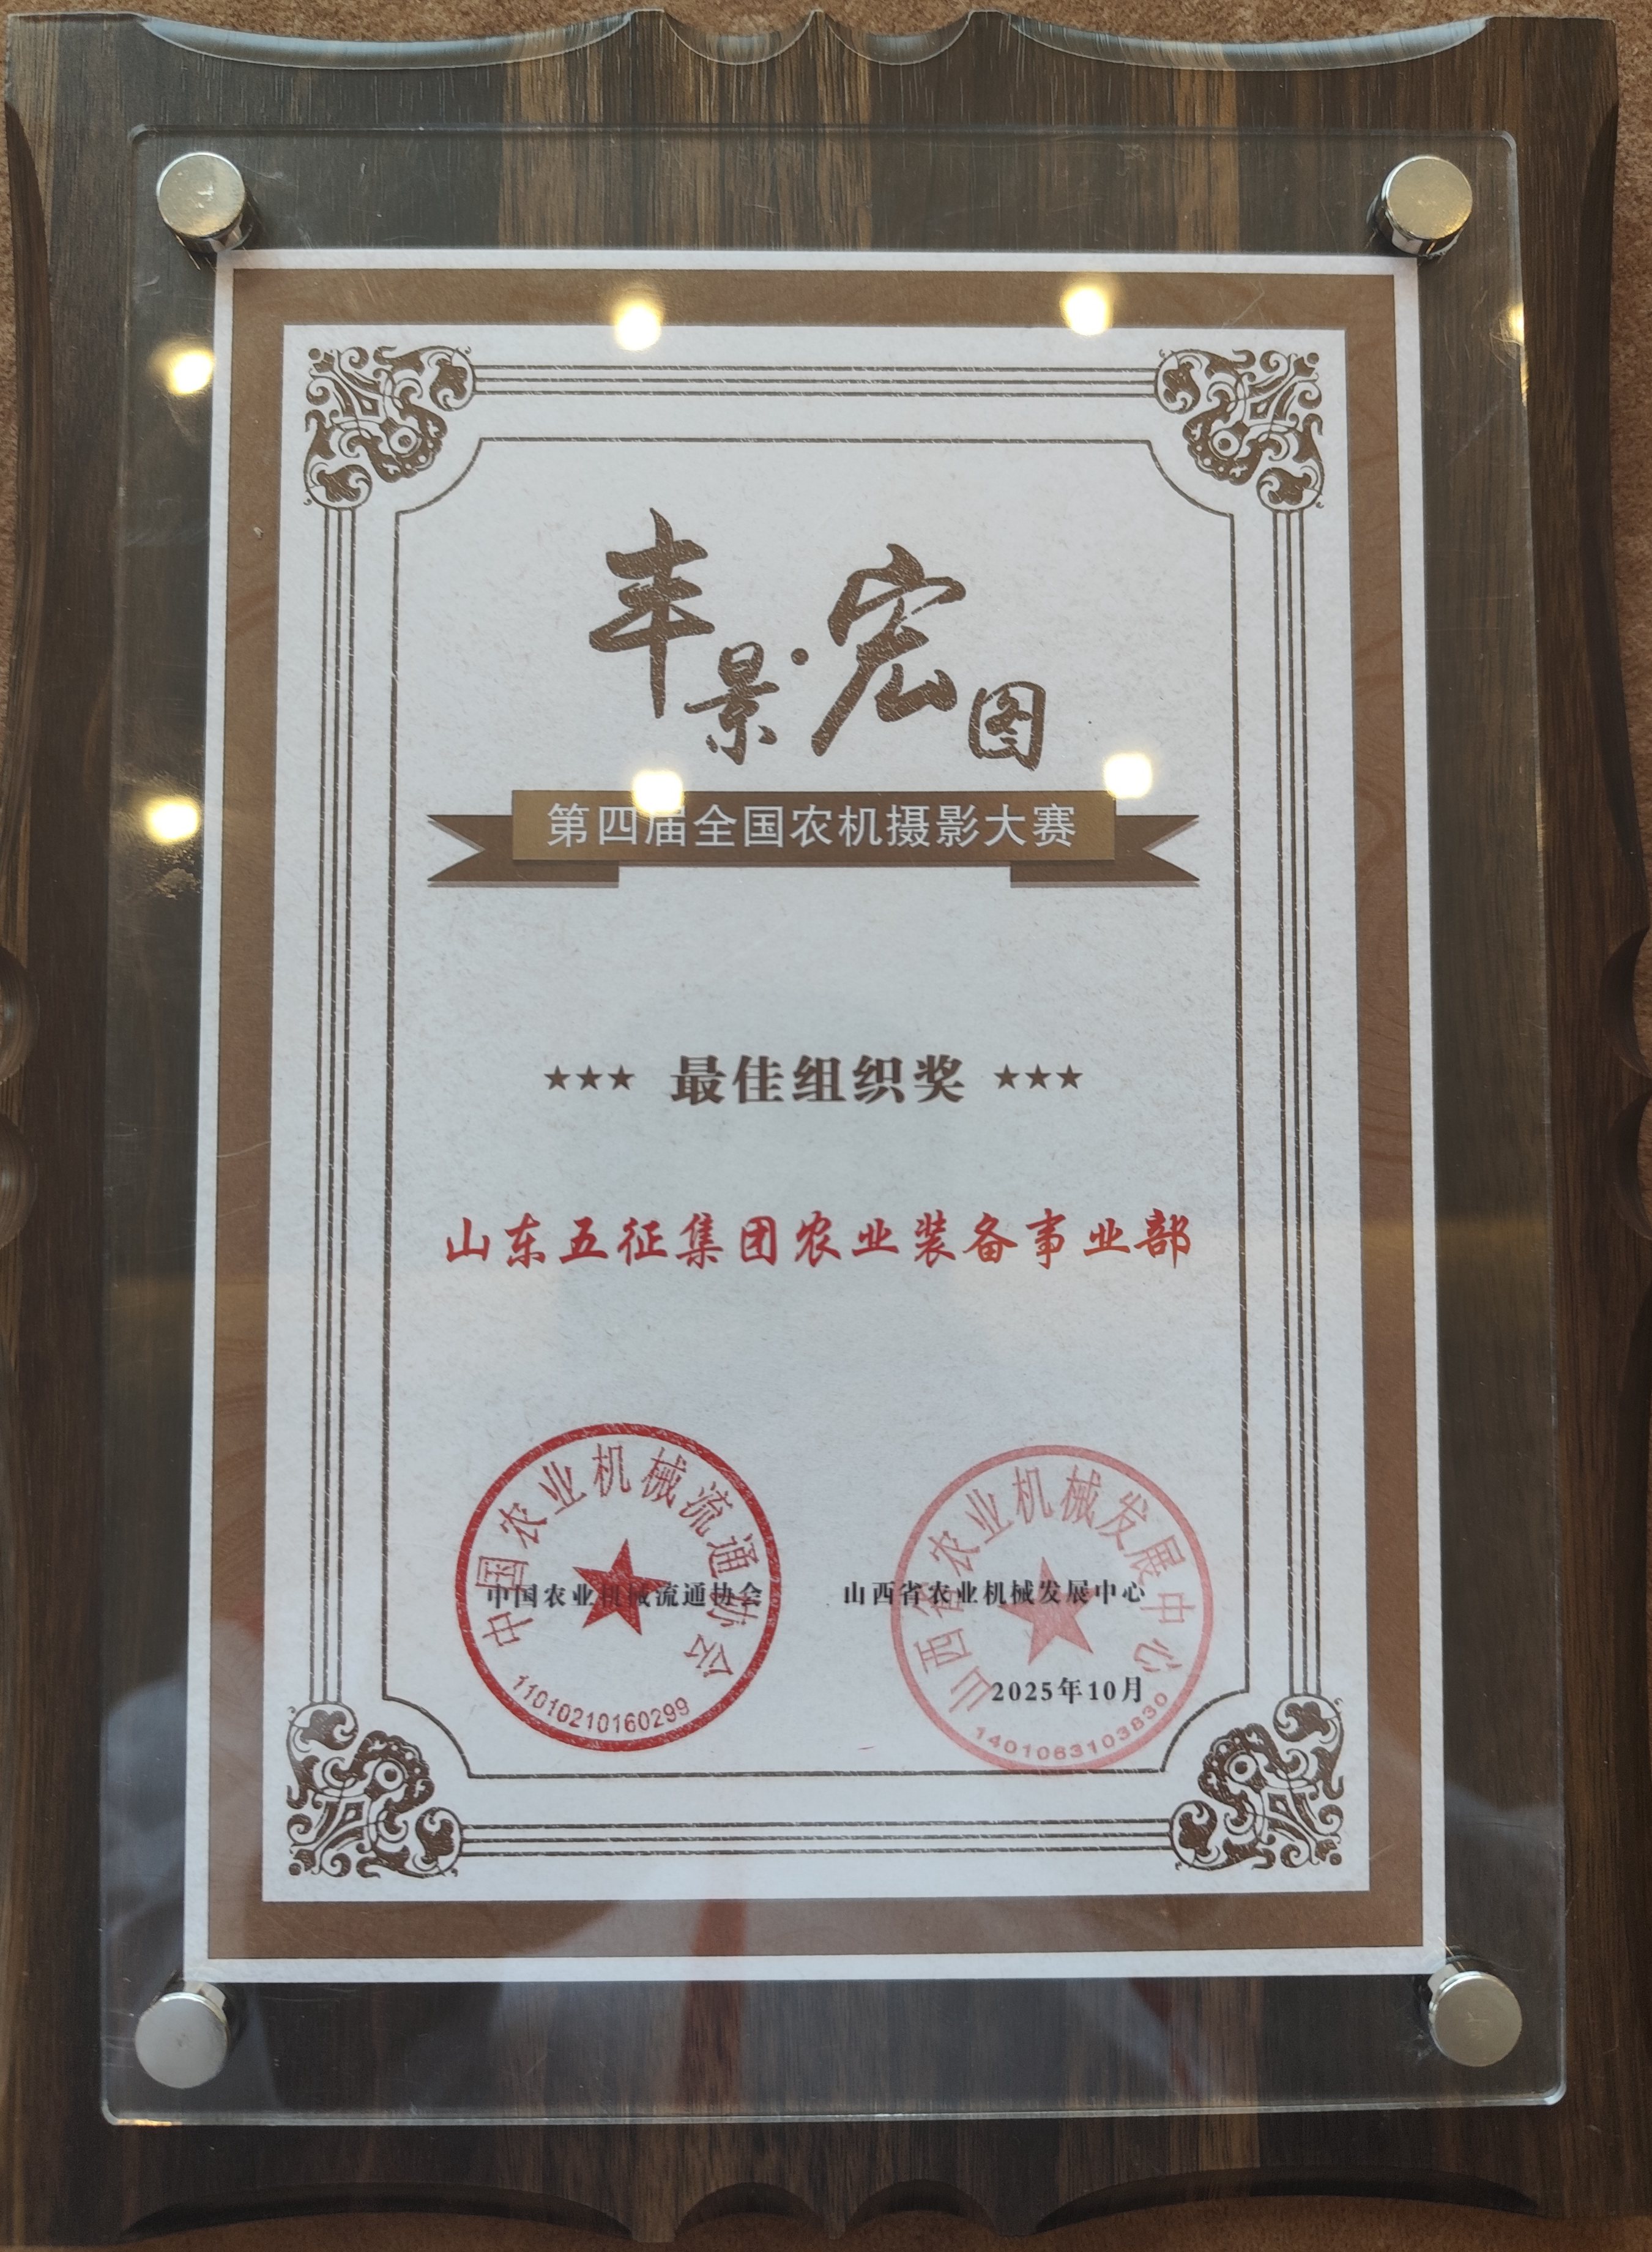 丰景·宏图
第四届全国农机摄影大赛
★★★ 最佳组织奖 ★★★
山东五征集团农业装备事业部
中国农业机械流通协会
中国农业机械流通协会
11010210160299
山西省农业机械发展中心
山西省农业机械发展中心
2025年10月
1401063103830